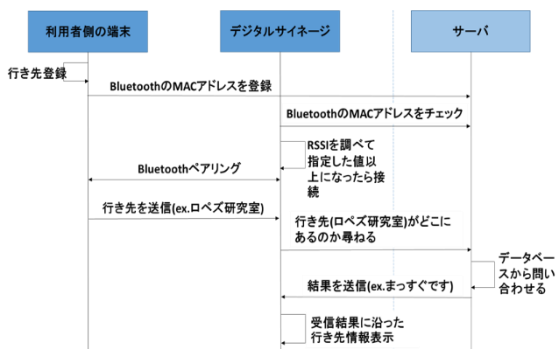 利用者側の端末
デジタルサイネージ
サーバ
行き先登録
BluetoothのMACアドレスを登録
BluetoothのMACアドレスをチェック
RSSIを調べて
指定した値以
上になったら接
続
Bluetoothペアリング
行き先を送信(ex.ロペズ研究室)
行き先(ロペズ研究室)がどこに
あるのか尋ねる
データベー
スから問い
合わせる
結果を送信(ex.まっすぐです)
受信結果に沿った
行き先情報表示